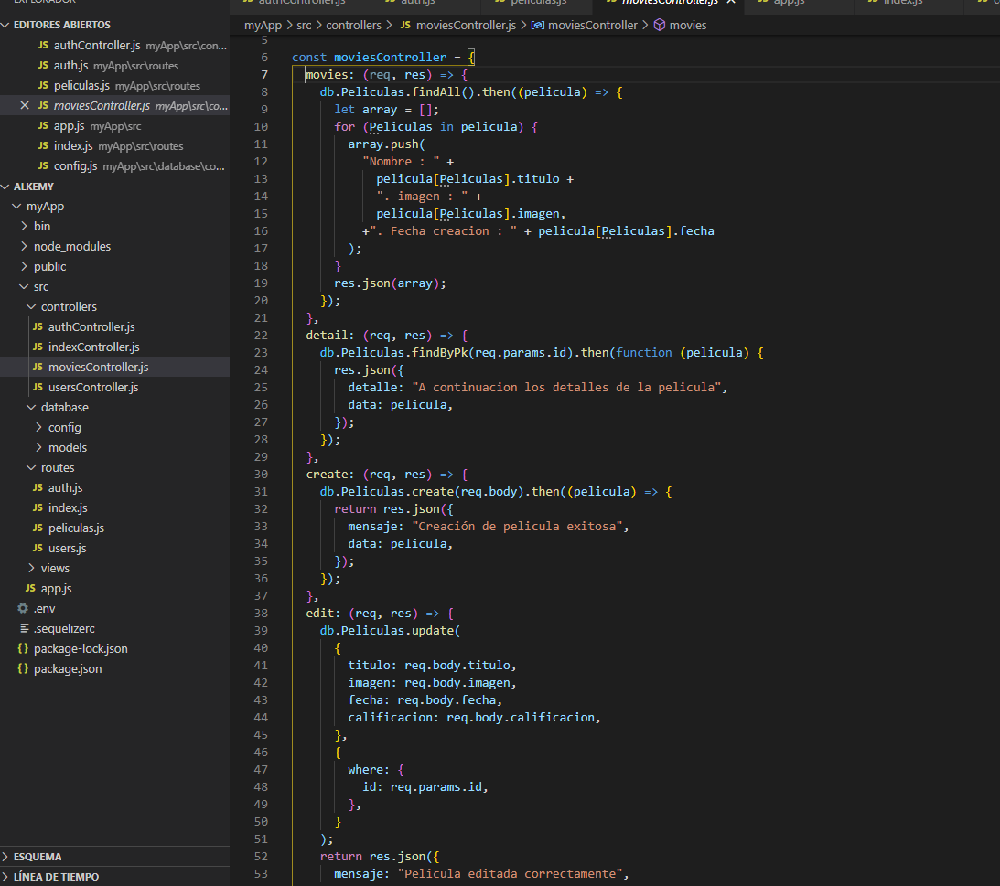 EXPLORADOR
EDITORES ABIERTOS
JS authController.js myApp\src\con...
JS auth.js myApp\src\routes
JS peliculas.js myApp\src\routes
JS moviesController.js myApp\src\co...
JS app.js myApp\src
JS index.js myApp\src\routes
JS config.js myApp\src\database\co...
ALKEMY
myApp
bin
node_modules
public
src
controllers
JS authController.js
JS indexController.js
JS moviesController.js
JS usersController.js
database
config
models
routes
JS auth.js
JS index.js
JS peliculas.js
JS users.js
views
JS app.js
.env
.sequelizerc
{} package-lock.json
{} package.json
ESQUEMA
LÍNEA DE TIEMPO
authController.js auth.js peliculas.js moviesController.js app.js index.js
myApp > src > controllers > JS moviesController.js > moviesController > movies
5
6 const moviesController = {
7 movies: (req, res) => {
8 db.Peliculas.findAll().then((pelicula) => {
9 let array = [];
10 for (Peliculas in pelicula) {
11 array.push(
12 "Nombre : " +
13 pelicula[Peliculas].titulo +
14 ". imagen : " +
15 pelicula[Peliculas].imagen,
16 +". Fecha creacion : " + pelicula[Peliculas].fecha
17 );
18 }
19 res.json(array);
20 });
21 },
22 detail: (req, res) => {
23 db.Peliculas.findByPk(req.params.id).then(function (pelicula) {
24 res.json({
25 detalle: "A continuacion los detalles de la pelicula",
26 data: pelicula,
27 });
28 });
29 },
30 create: (req, res) => {
31 db.Peliculas.create(req.body).then((pelicula) => {
32 return res.json({
33 mensaje: "Creación de pelicula exitosa",
34 data: pelicula,
35 });
36 });
37 },
38 edit: (req, res) => {
39 db.Peliculas.update(
40 {
41 titulo: req.body.titulo,
42 imagen: req.body.imagen,
43 fecha: req.body.fecha,
44 calificacion: req.body.calificacion,
45 },
46 {
47 where: {
48 id: req.params.id,
49 },
50 }
51 );
52 return res.json({
53 mensaje: "Pelicula editada correctamente",